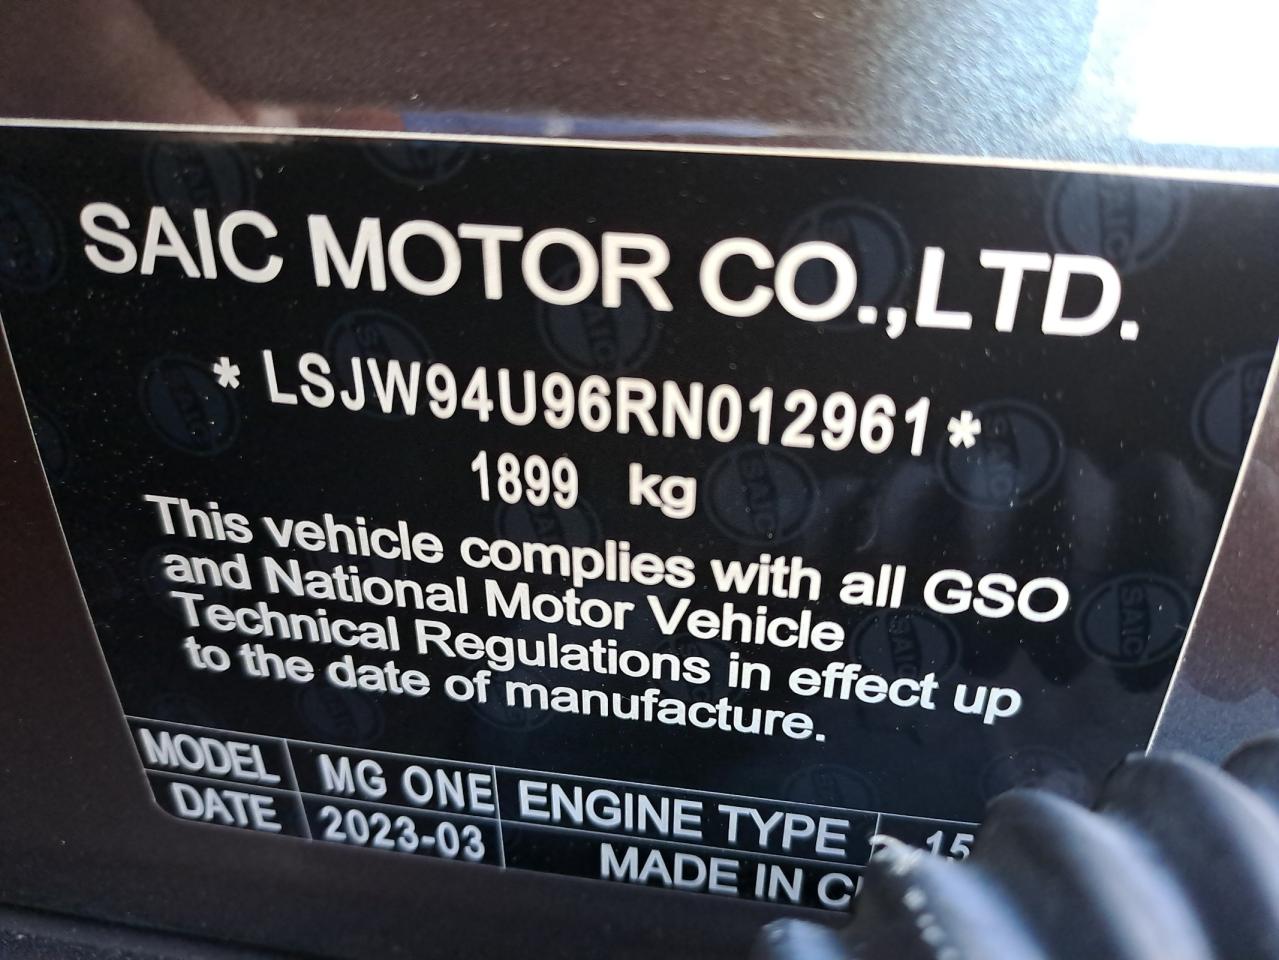 SAIC MOTOR CO.,LTD.
* LSJW94U96RN012961 *
1899 kg
This vehicle complies with all GSO
and National Motor Vehicle
Technical Regulations in effect up
to the date of manufacture.
MODEL MG ONE ENGINE TYPE 15
DATE 2023-03 MADE IN